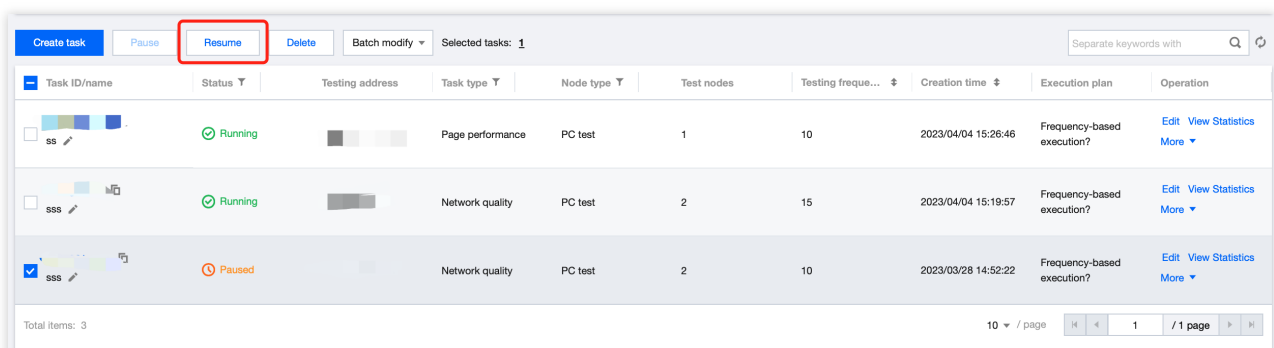 Create task Pause Resume Delete Batch modify Selected tasks: 1 Separate keywords with
Task ID/name Status Testing address Task type Node type Test nodes Testing freque... Creation time Execution plan Operation
ss Running Page performance PC test 1 10 2023/04/04 15:26:46 Frequency-based execution? Edit View Statistics More
sss Running Network quality PC test 2 15 2023/04/04 15:19:57 Frequency-based execution? Edit View Statistics More
sss Paused Network quality PC test 2 10 2023/03/28 14:52:22 Frequency-based execution? Edit View Statistics More
Total items: 3 10 / page 1 / 1 page